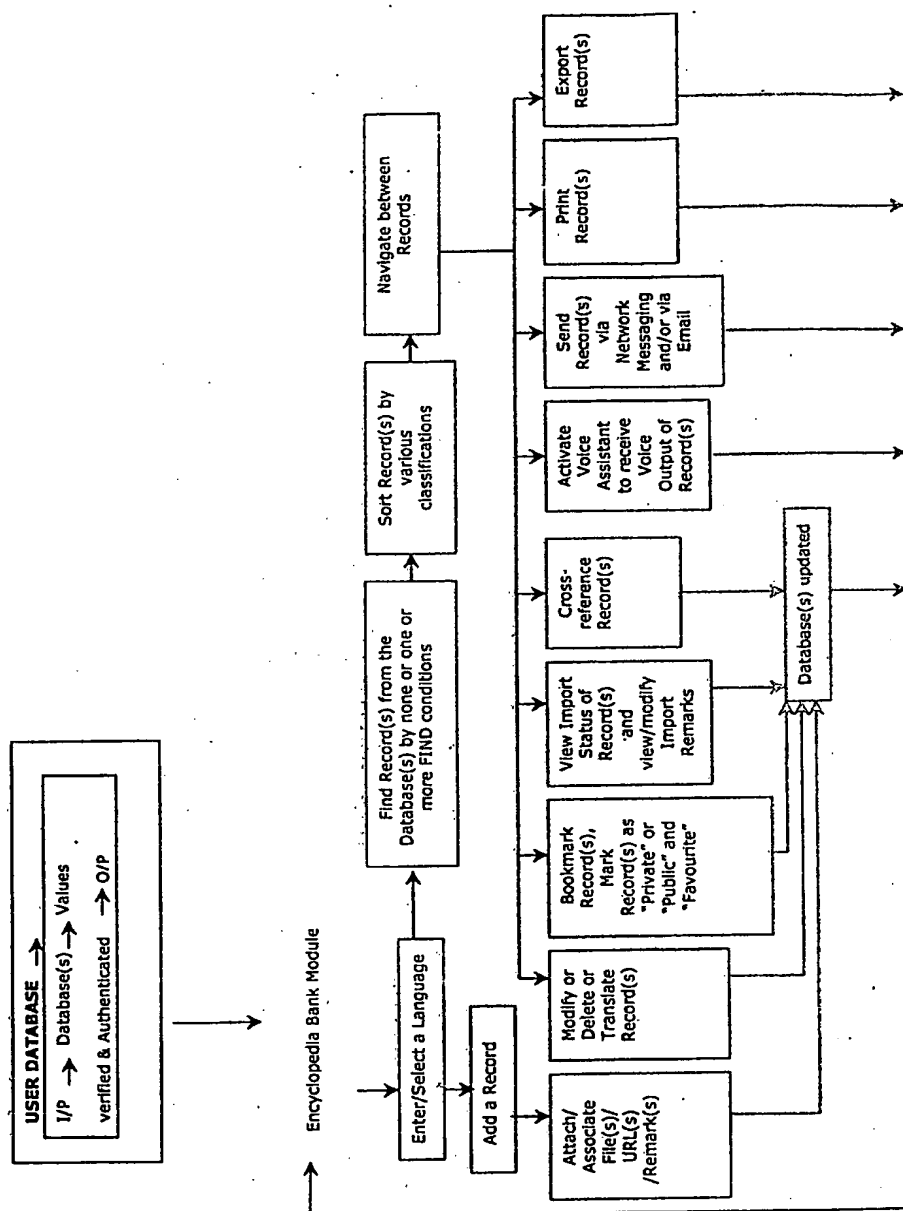 USER DATABASE
I/P Database(s) Values
verified & Authenticated O/P
Encyclopedia Bank Module
Enter/Select a Language
Add a Record
Find Record(s) from the
Database(s) by none or one or
more FIND conditions
Sort Record(s) by
various
classifications
Navigate between
Records
Attach/
Associate
File(s)/
URL(s)
/Remark(s)
Modify or
Delete or
Translate
Record(s)
Bookmark
Record(s),
Mark
Record(s) as
"Private" or
"Public" and
"Favourite"
View Import
Status of
Record(s)
and
view/modify
Import
Remarks
Cross-
reference
Record(s)
Activate
Voice
Assistant
to receive
Voice
Output of
Record(s)
Send
Record(s)
via
Network
Messaging
and/or via
Email
Print
Record(s)
Export
Record(s)
Database(s) updated